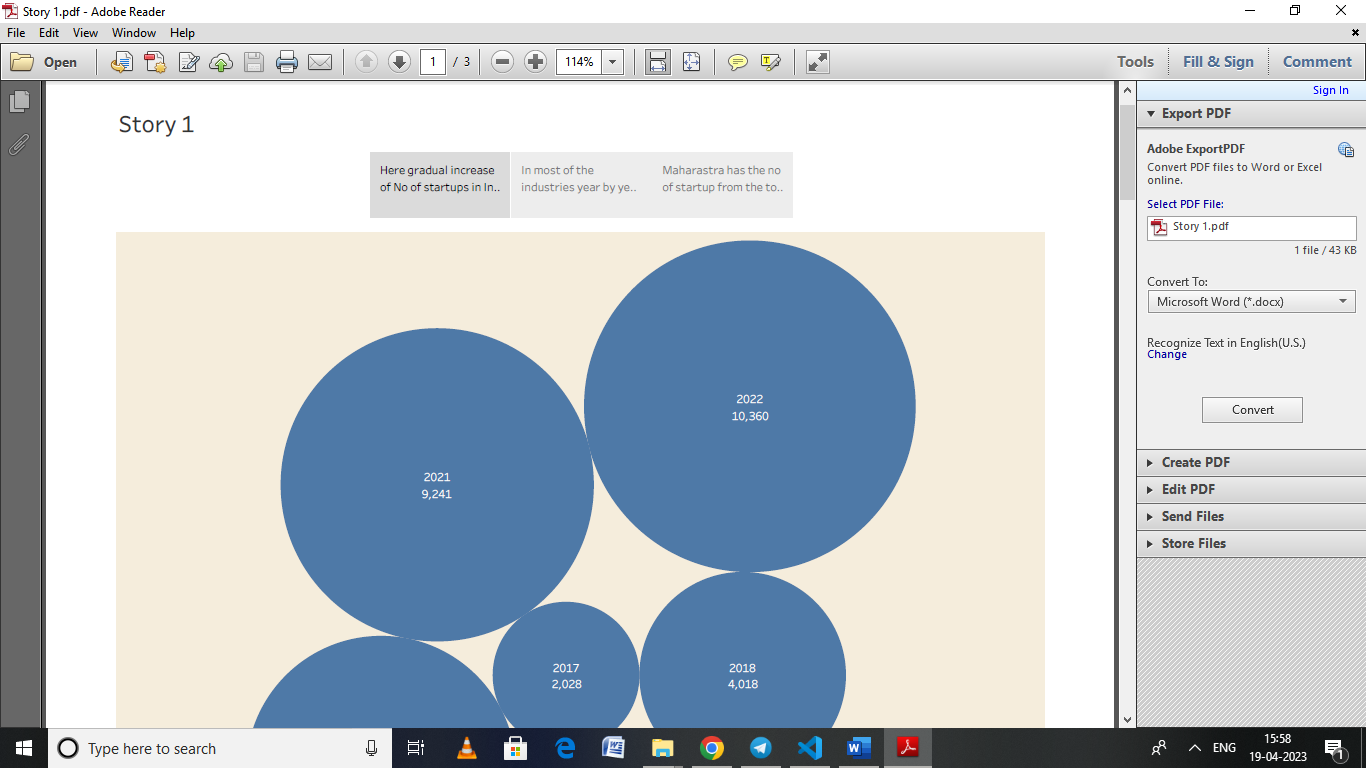 Story 1.pdf - Adobe Reader
File Edit View Window Help
Open 1 / 3 114% Tools Fill & Sign Comment
Sign In
Story 1
Here gradual increase
of No of startups in In..
In most of the
industries year by ye..
Maharastra has the no
of startup from the to..
2022
10,360
2021
9,241
2017
2,028
2018
4,018
Export PDF
Adobe ExportPDF
Convert PDF files to Word or Excel
online.
Select PDF File:
Story 1.pdf
1 file / 43 KB
Convert To:
Microsoft Word (*.docx)
Recognize Text in English(U.S.)
Change
Convert
Create PDF
Edit PDF
Send Files
Store Files
Type here to search
ENG
15:58
19-04-2023
1